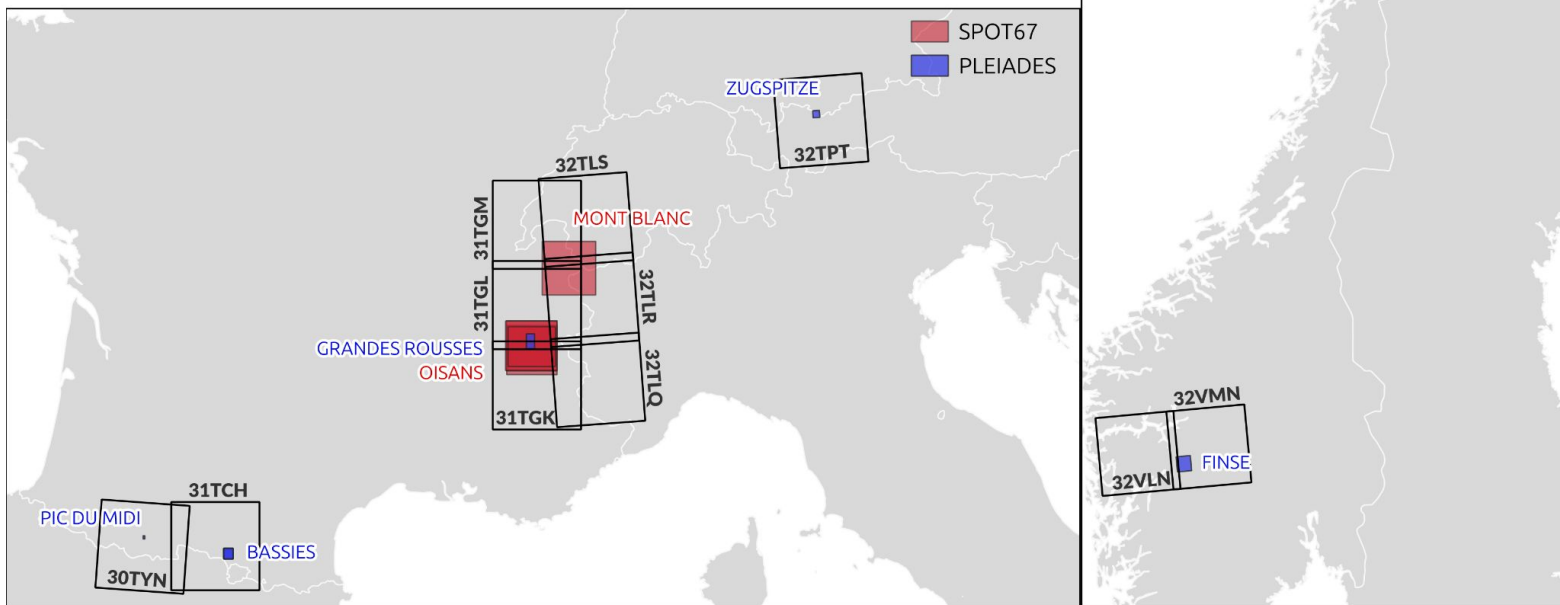 SPOT67
PLEIADES
ZUGSPITZE
32TPT
32TLS
31TGM
MONT BLANC
31TGL
32TLR
GRANDES ROUSSES
OISANS
32TLQ
31TGK
31TCH
PIC DU MIDI
BASSIES
30TYN
32VMN
FINSE
32VLN